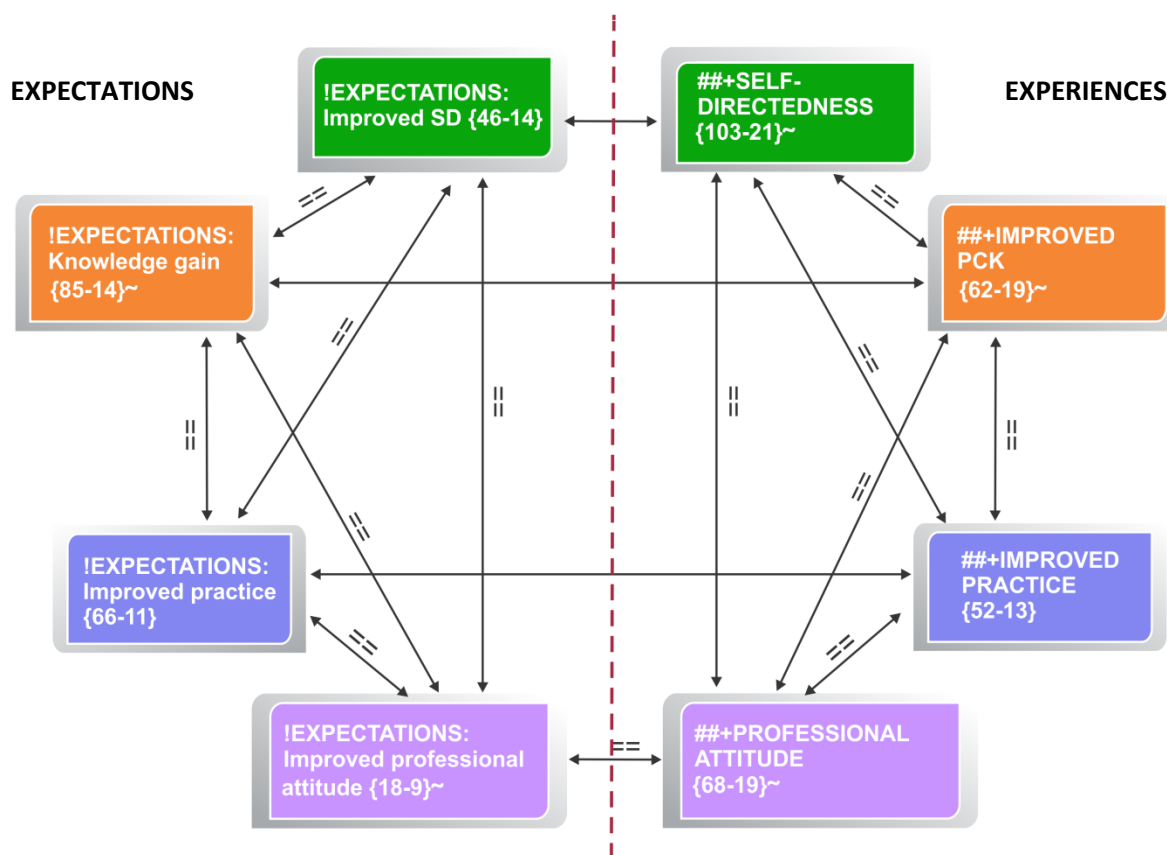 EXPECTATIONS
EXPERIENCES
!EXPECTATIONS:
Improved SD {46-14}
##+SELF-
DIRECTEDNESS
{103-21}~
!EXPECTATIONS:
Knowledge gain
{85-14}~
##+IMPROVED
PCK
{62-19}~
!EXPECTATIONS:
Improved practice
{66-11}
##+IMPROVED
PRACTICE
{52-13}
!EXPECTATIONS:
Improved professional
attitude {18-9}~
##+PROFESSIONAL
ATTITUDE
{68-19}~
==
==
==
==
==
==
==
==
==
==
==